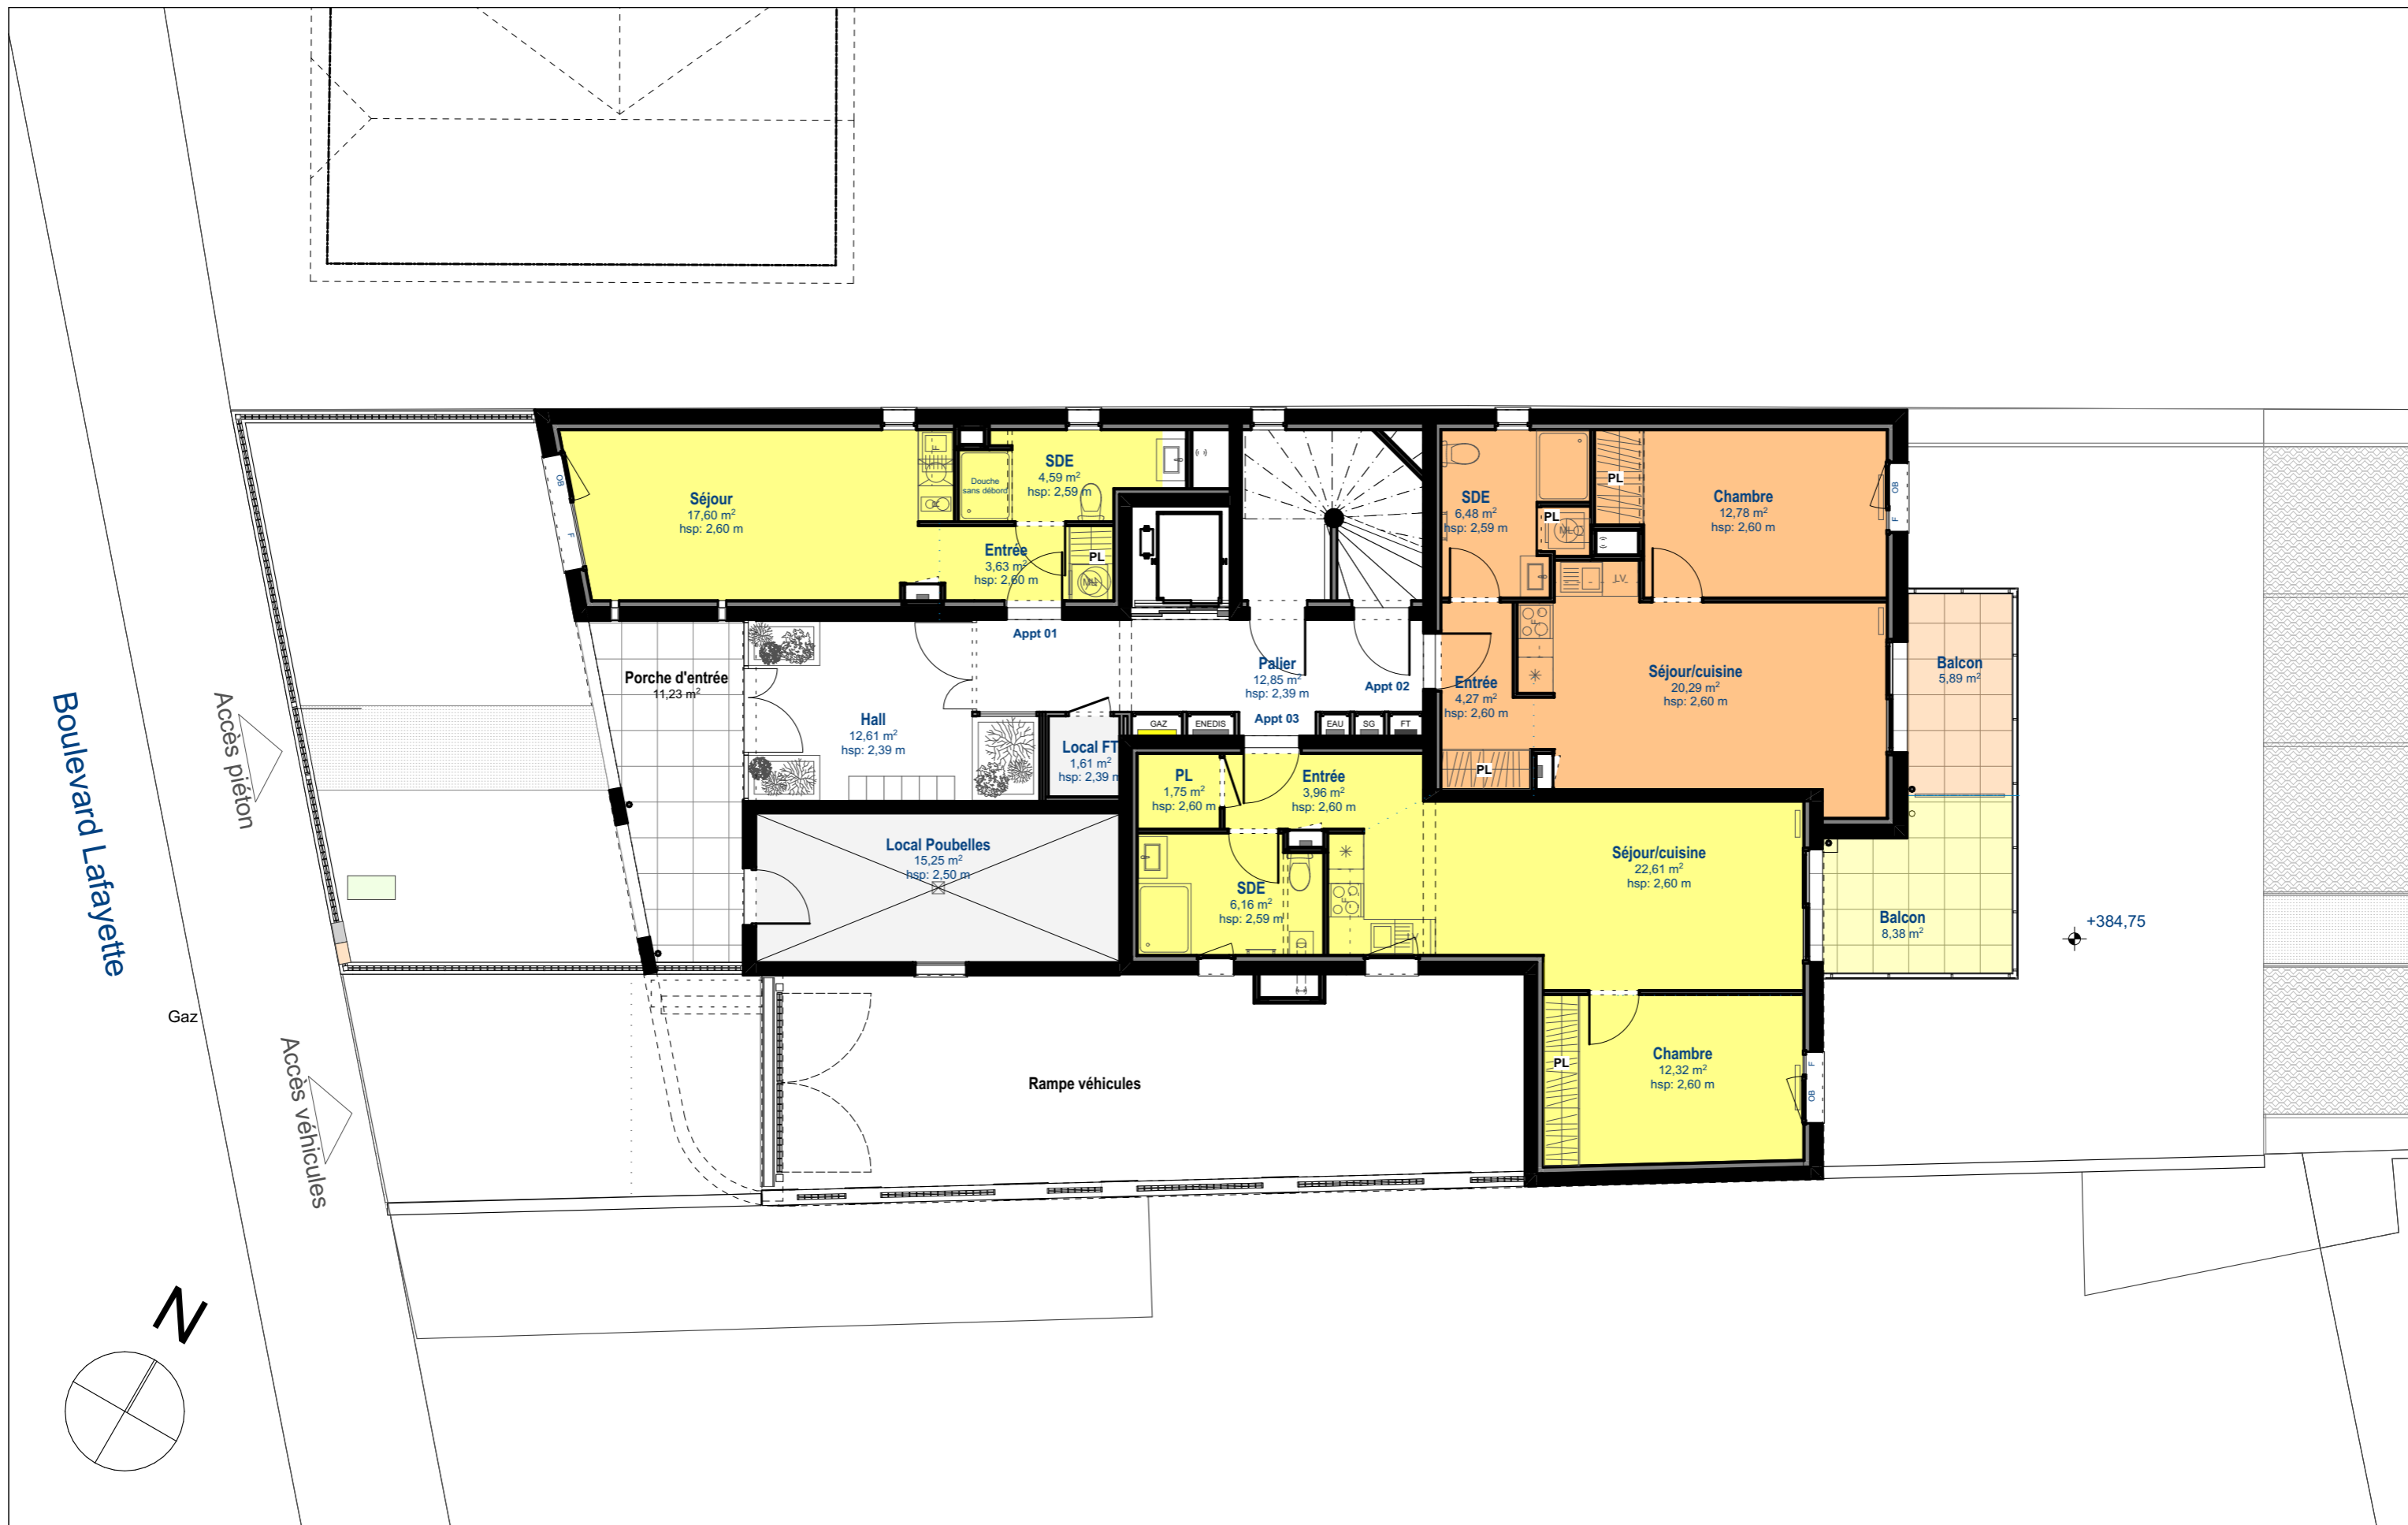 Boulevard Lafayette
Accès piéton
Accès véhicules
Gaz
N
OB
F
Séjour
17,60 m²
hsp: 2,60 m
F
Douche
sans débord
SDE
4,59 m²
hsp: 2,59 m
Entrée
3,63 m²
hsp: 2,60 m
PL
Appt 01
Porche d'entrée
11,23 m²
Hall
12,61 m²
hsp: 2,39 m
Local FT
1,61 m²
hsp: 2,39 m
Palier
12,85 m²
hsp: 2,39 m
Appt 02
Appt 03
GAZ
ENEDIS
EAU
SG
FT
SDE
6,48 m²
hsp: 2,59 m
PL
PL
Chambre
12,78 m²
hsp: 2,60 m
OB
F
LV
F
Entrée
4,27 m²
hsp: 2,60 m
PL
Séjour/cuisine
20,29 m²
hsp: 2,60 m
Balcon
5,89 m²
Local Poubelles
15,25 m²
hsp: 2,50 m
PL
1,75 m²
hsp: 2,60 m
Entrée
3,96 m²
hsp: 2,60 m
SDE
6,16 m²
hsp: 2,59 m
F
Séjour/cuisine
22,61 m²
hsp: 2,60 m
Balcon
8,38 m²
+384,75
PL
Chambre
12,32 m²
hsp: 2,60 m
F
OB
Rampe véhicules